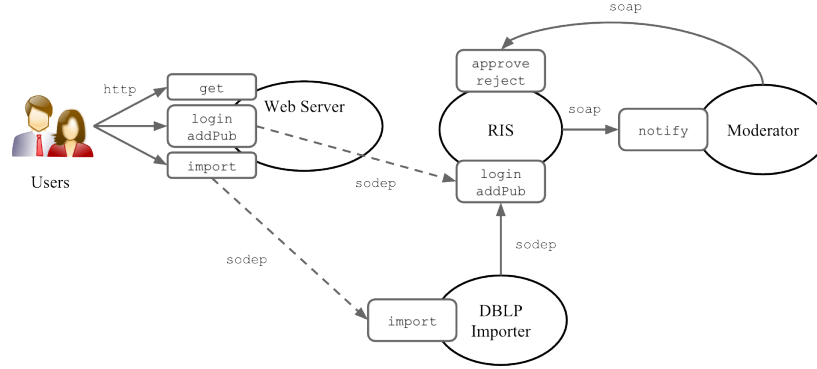 soap
approve
reject
http
get
Web Server
login
addPub
import
Users
sodep
RIS
soap
notify
Moderator
login
addPub
sodep
sodep
import
DBLP
Importer